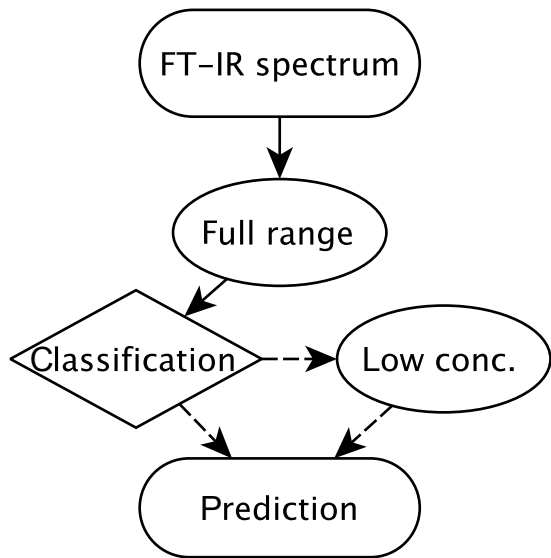 FT-IR spectrum
Full range
Classification
Low conc.
Prediction